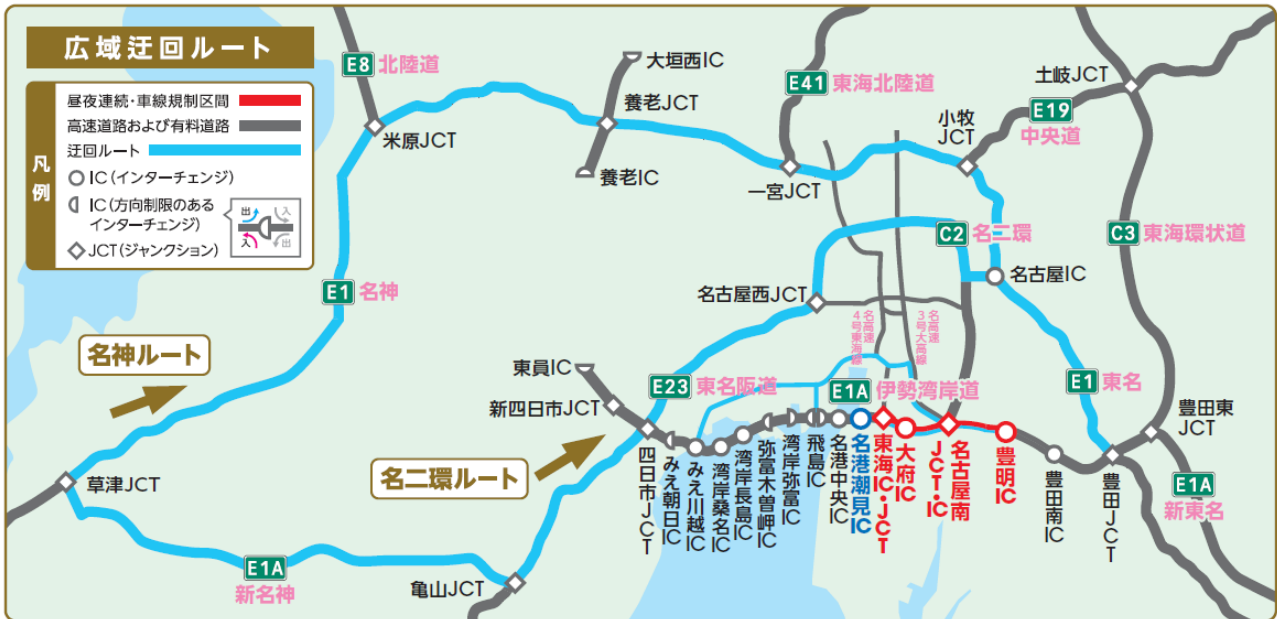 広域迂回ルート
凡例
昼夜連続・車線規制区間
高速道路および有料道路
迂回ルート
IC（インターチェンジ）
IC（方向制限のある
インターチェンジ）
出 入
入 出
JCT（ジャンクション）
E8 北陸道
大垣西IC
E41 東海北陸道
土岐JCT
養老JCT
小牧
JCT
E19
中央道
米原JCT
養老IC
一宮JCT
C2 名二環
C3 東海環状道
名古屋IC
E1 名神
名古屋西JCT
名高速
4号東海線
名高速
3号大高線
名神ルート
東員IC
E23 東名阪道
E1A 伊勢湾岸道
E1 東名
新四日市JCT
豊田東
JCT
名二環ルート
四日市JCT
みえ朝日IC
みえ川越IC
湾岸桑名IC
湾岸長島IC
弥富木曽岬IC
湾岸弥富IC
飛島IC
名港中央IC
名港潮見IC
東海IC・JCT
大府IC
名古屋南
JCT・IC
豊明IC
豊田南IC
豊田JCT
E1A
新東名
草津JCT
E1A
新名神
亀山JCT